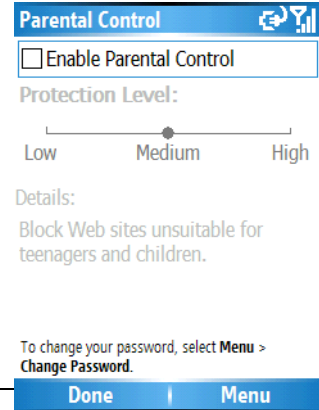 Parental Control
Enable Parental Control
Protection Level:
Low Medium High
Details:
Block Web sites unsuitable for
teenagers and children.
To change your password, select Menu >
Change Password.
Done Menu